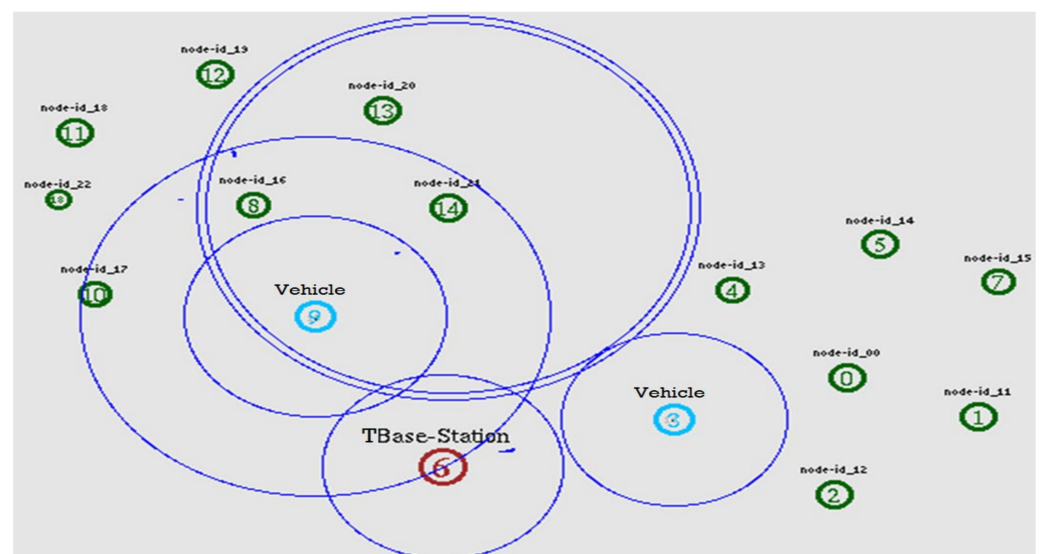 node-id_19
12
node-id_20
13
node-id_18
11
node-id_22
node-id_16
8
node-id_21
14
node-id_14
5
node-id_17
10
node-id_13
4
node-id_15
7
Vehicle
9
node-id_00
0
Vehicle
3
node-id_11
1
TBase-Station
6
node-id_12
2